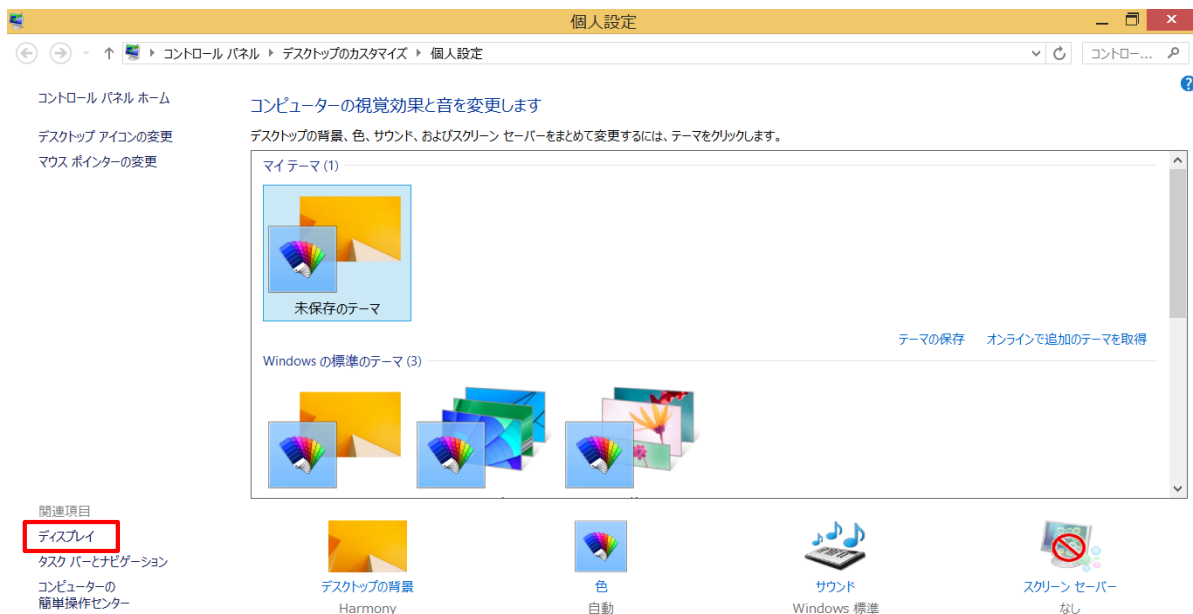 個人設定
コントロール パネル ▸ デスクトップのカスタマイズ ▸ 個人設定
コントロー...
コントロール パネル ホーム
デスクトップ アイコンの変更
マウス ポインターの変更
コンピューターの視覚効果と音を変更します
デスクトップの背景、色、サウンド、およびスクリーン セーバーをまとめて変更するには、テーマをクリックします。
マイ テーマ (1)
未保存のテーマ
テーマの保存 オンラインで追加のテーマを取得
Windows の標準のテーマ (3)
関連項目
ディスプレイ
タスク バーとナビゲーション
コンピューターの
簡単操作センター
デスクトップの背景
Harmony
色
自動
サウンド
Windows 標準
スクリーン セーバー
なし